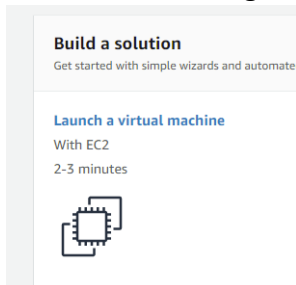 Build a solution
Get started with simple wizards and automate
Launch a virtual machine
With EC2
2-3 minutes